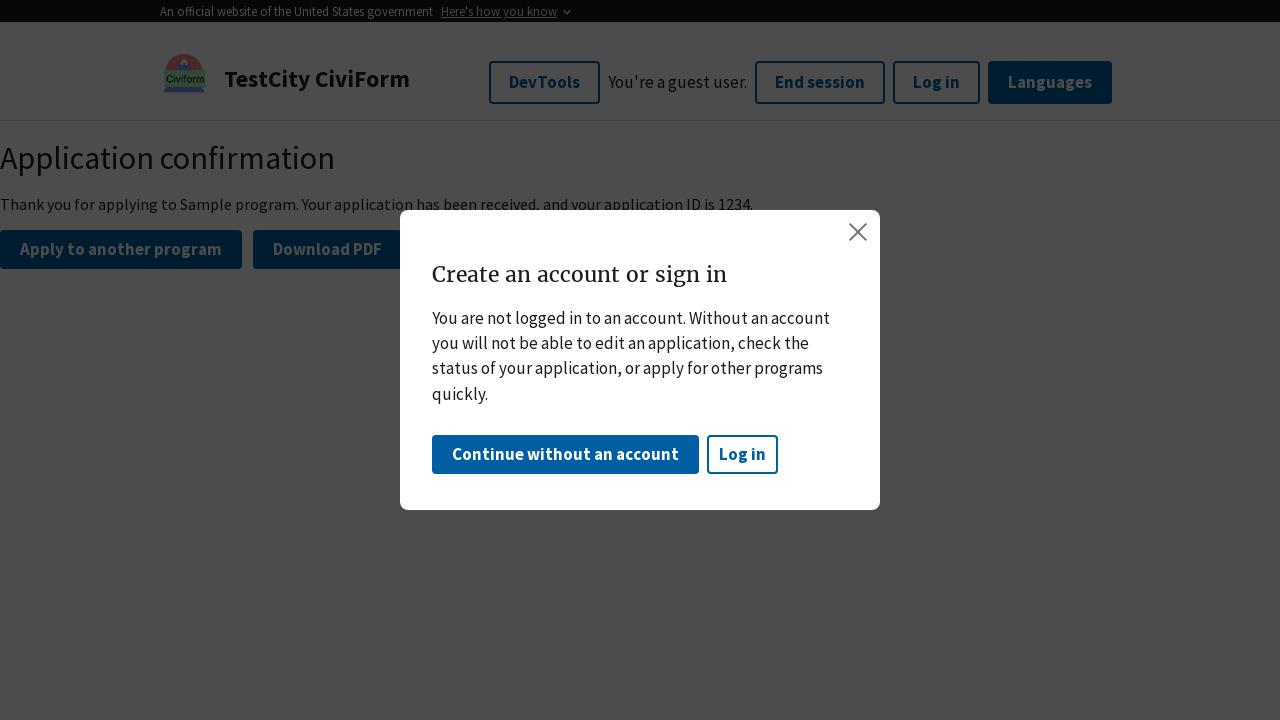 An official website of the United States government Here's how you know
Civiform
TestCity CiviForm
DevTools You're a guest user. End session Log in Languages
Application confirmation
Thank you for applying to Sample program. Your application has been received, and your application ID is 1234.
Apply to another program Download PDF
Create an account or sign in
You are not logged in to an account. Without an account
you will not be able to edit an application, check the
status of your application, or apply for other programs
quickly.
Continue without an account Log in